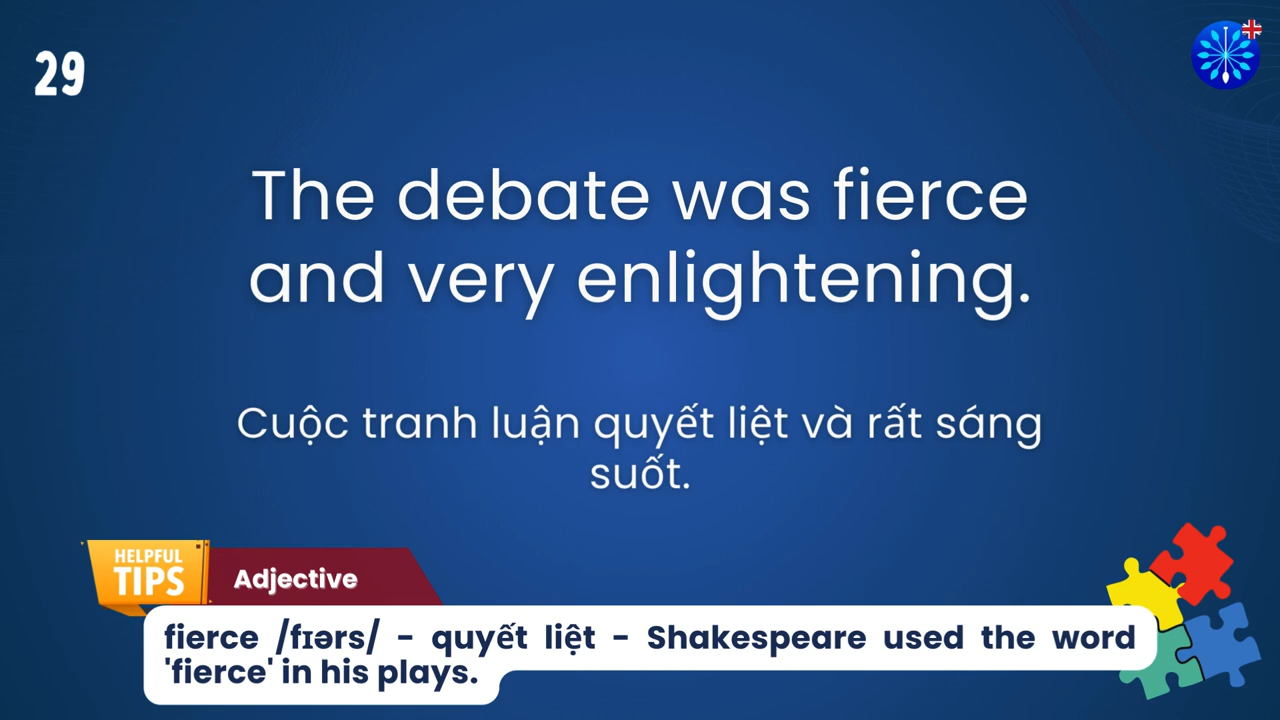 29
The debate was fierce
and very enlightening.
Cuộc tranh luận quyết liệt và rất sáng
suốt.
HELPFUL
TIPS
Adjective
fierce /fɪərs/ - quyết liệt - Shakespeare used the word
'fierce' in his plays.